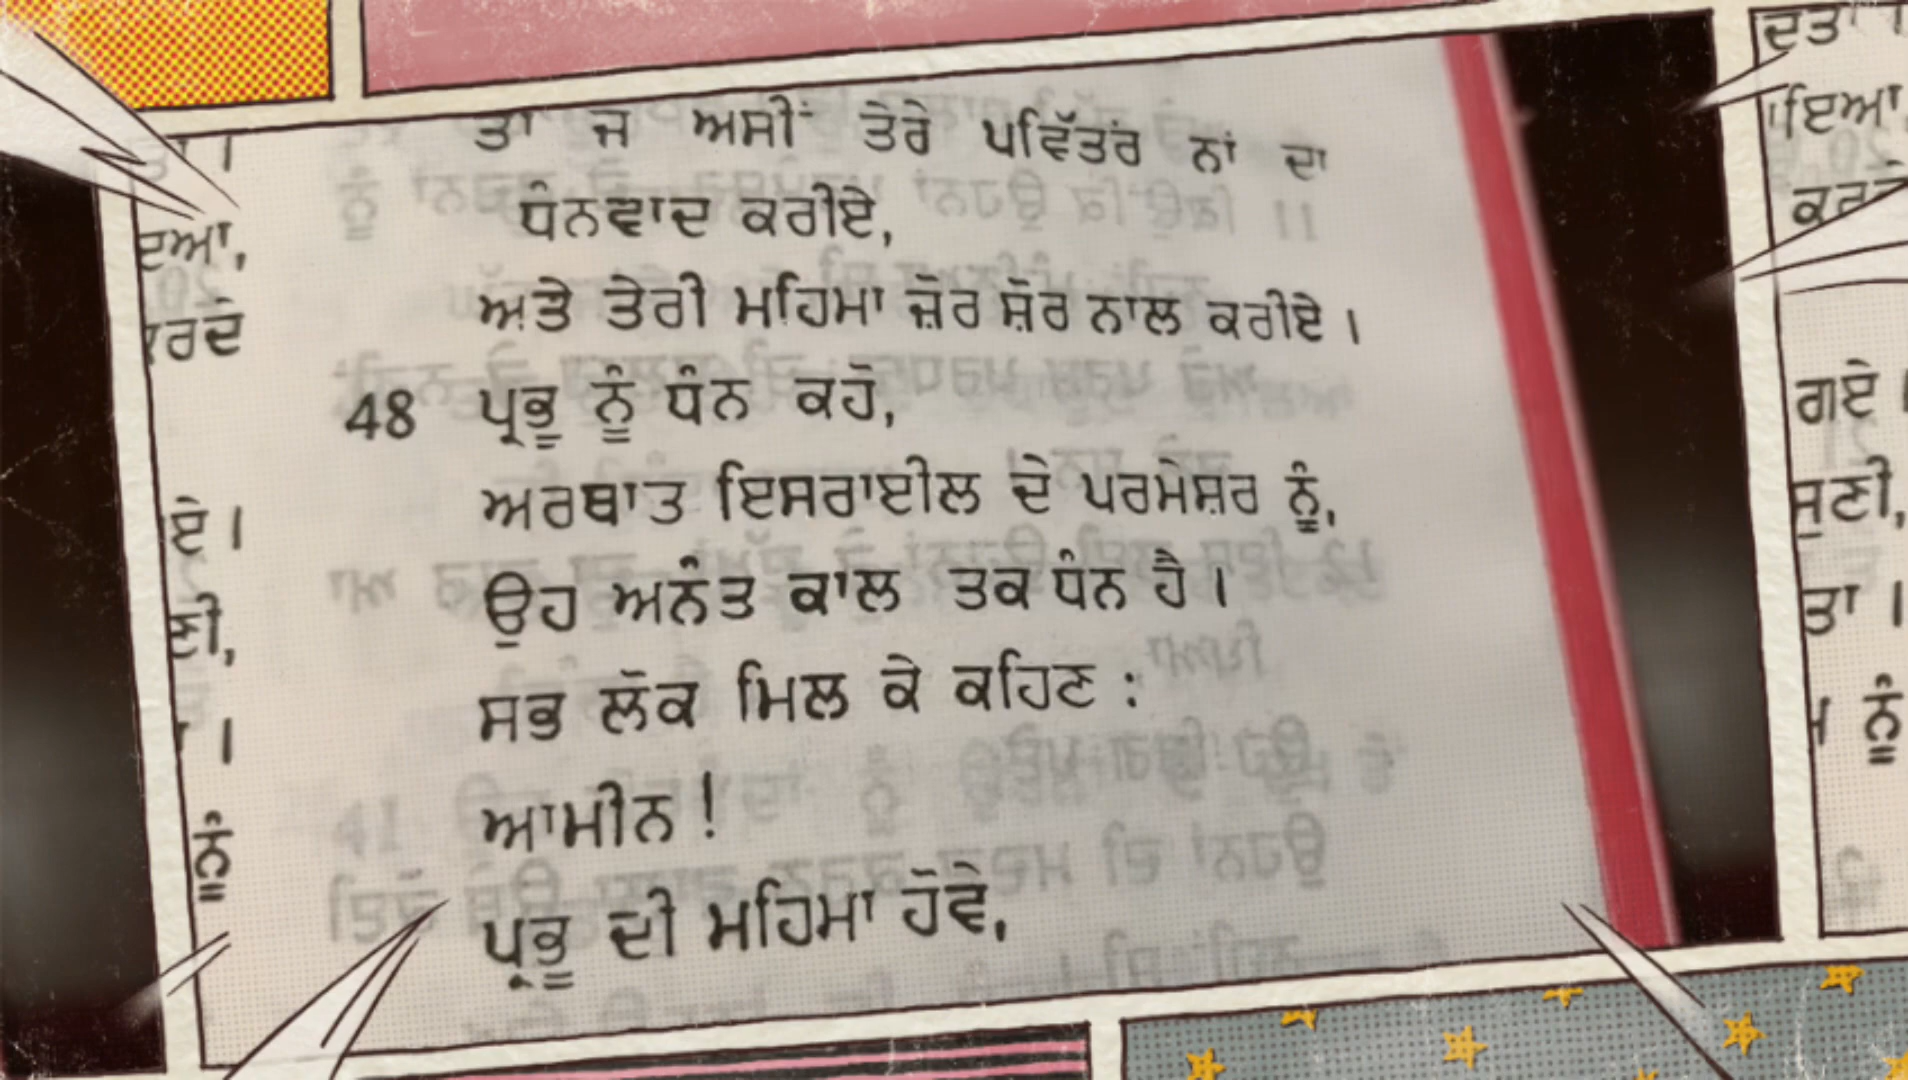 ਤਾਂ ਜੋ ਅਸੀਂ ਤੇਰੇ ਪਵਿੱਤਰ ਨਾਂ ਦਾ
ਧੰਨਵਾਦ ਕਰੀਏ,
ਅਤੇ ਤੇਰੀ ਮਹਿਮਾ ਜ਼ੋਰ ਸ਼ੋਰ ਨਾਲ ਕਰੀਏ ।
48 ਪ੍ਰਭੂ ਨੂੰ ਧੰਨ ਕਹੋ,
ਅਰਥਾਤ ਇਸਰਾਈਲ ਦੇ ਪਰਮੇਸ਼ਰ ਨੂੰ,
ਉਹ ਅਨੰਤ ਕਾਲ ਤਕ ਧੰਨ ਹੈ ।
ਸਭ ਲੋਕ ਮਿਲ ਕੇ ਕਹਿਣ :
ਆਮੀਨ !
ਪ੍ਰਭੂ ਦੀ ਮਹਿਮਾ ਹੋਵੇ,
ਗਏ ।
ਸੁਣੀ,
ਨੂੰ